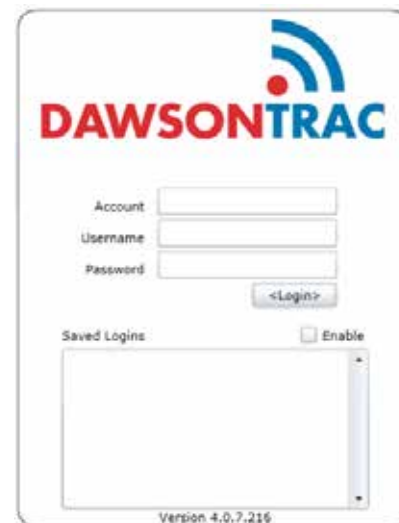 DAWSONTRAC
Account
Username
Password
<Login>
Saved Logins Enable
Version 4.0.7.216